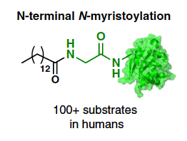 N-terminal N-myristoylation
O
H
N
N
H
12
O
100+ substrates
in humans